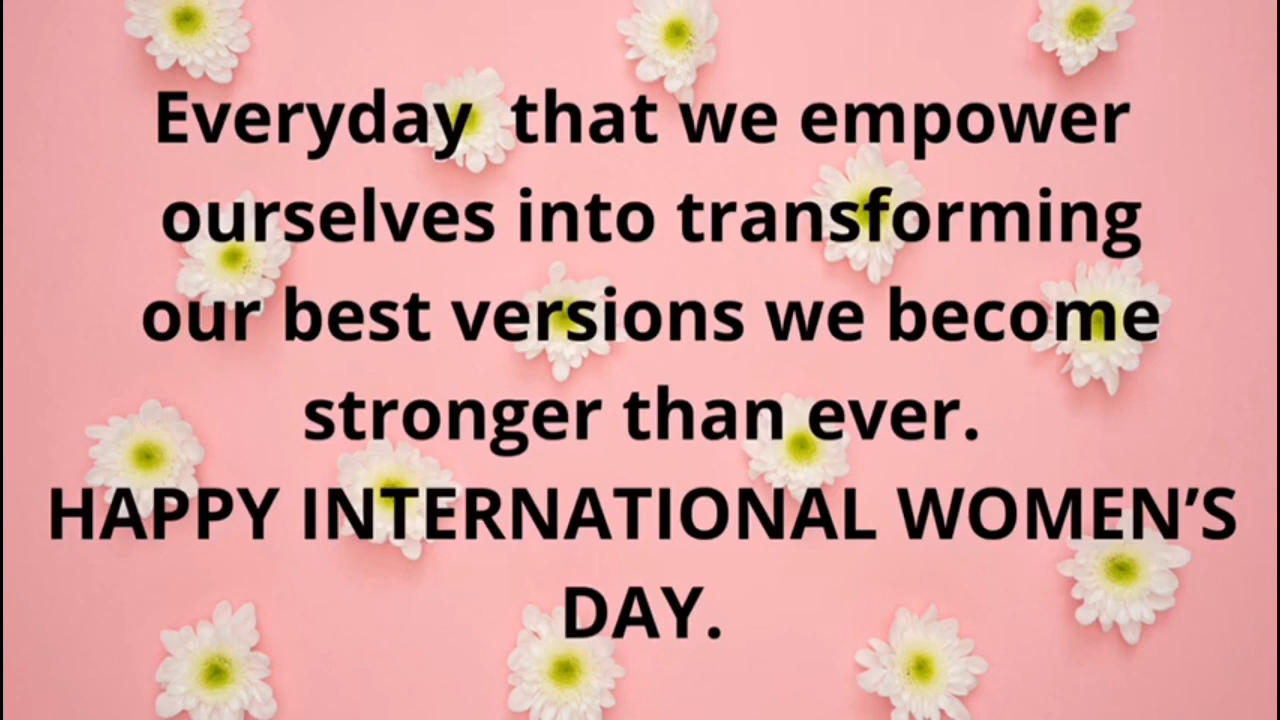 Everyday that we empower
ourselves into transforming
our best versions we become
stronger than ever.
HAPPY INTERNATIONAL WOMEN’S
DAY.